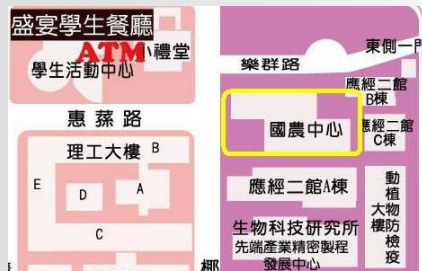 盛宴學生餐廳
ATM
小禮堂
學生活動中心
惠蓀路
理工大樓
B
E
D
A
C
東側一門
樂群路
應經二館
B棟
國農中心
應經二館
C棟
應經二館A棟
動植物防檢疫大樓
生物科技研究所
先端產業精密製程
發展中心
椰